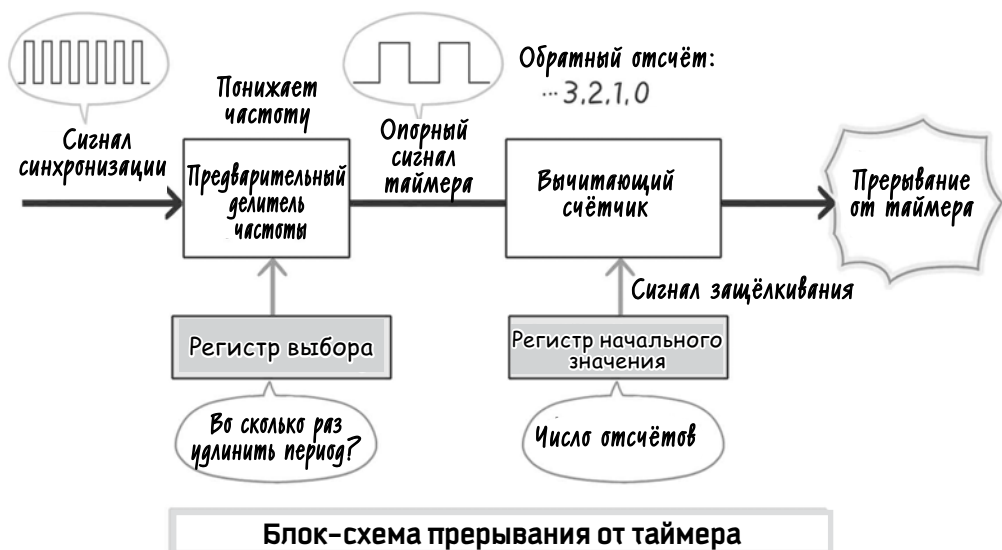 Понижает
частоту
Обратный отсчёт:
...3,2,1,0
Сигнал
синхронизации
Предварительный
делитель
частоты
Опорный
сигнал
таймера
Вычитающий
счётчик
Прерывание
от таймера
Сигнал защёлкивания
Регистр выбора
Регистр начального
значения
Во сколько раз
удлинить период?
Число отсчётов
Блок-схема прерывания от таймера